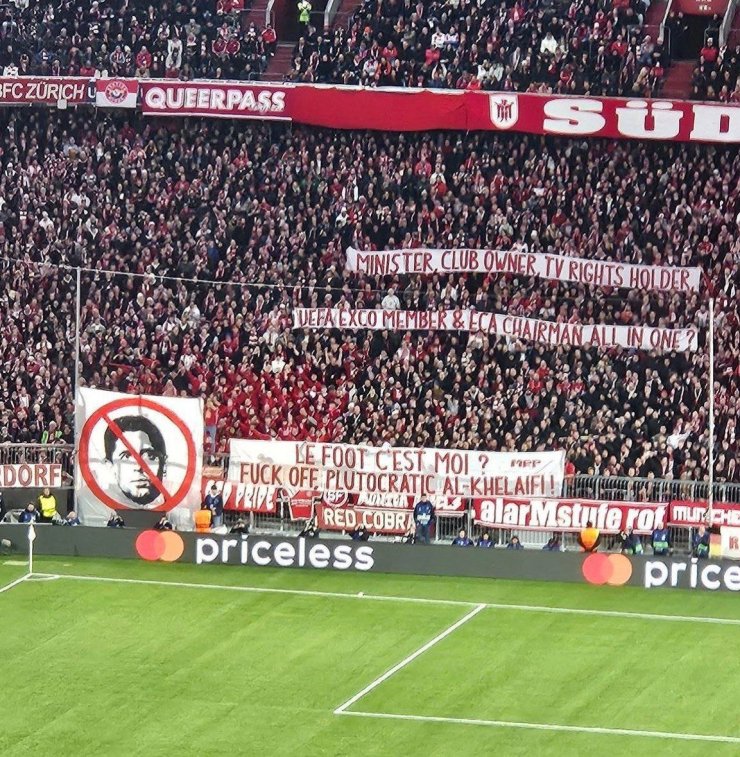 BFC ZÜRICH
QUEERPASS
SÜD
MINISTER, CLUB OWNER, TV RIGHTS HOLDER,
UEFA EXCO MEMBER & ECA CHAIRMAN ALL IN ONE?
LE FOOT C'EST MOI?
FUCK OFF PLUTOCRATIC AL-KHELAIFI!
DORF
PRIDE
RED COBRA
alarMstufe rot
priceless
price